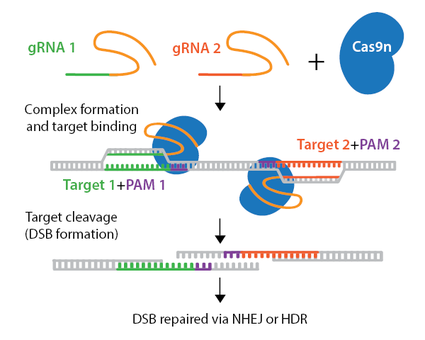 gRNA 1
gRNA 2
+
Cas9n
Complex formation
and target binding
Target 2+PAM 2
Target 1+PAM 1
Target cleavage
(DSB formation)
DSB repaired via NHEJ or HDR